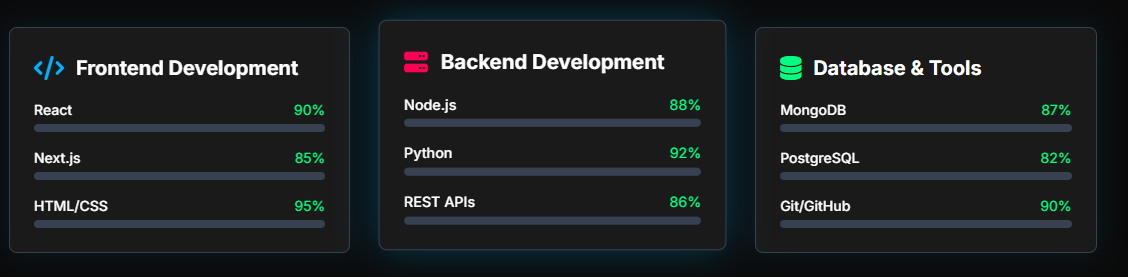 Frontend Development
React 90%
Next.js 85%
HTML/CSS 95%
Backend Development
Node.js 88%
Python 92%
REST APIs 86%
Database & Tools
MongoDB 87%
PostgreSQL 82%
Git/GitHub 90%